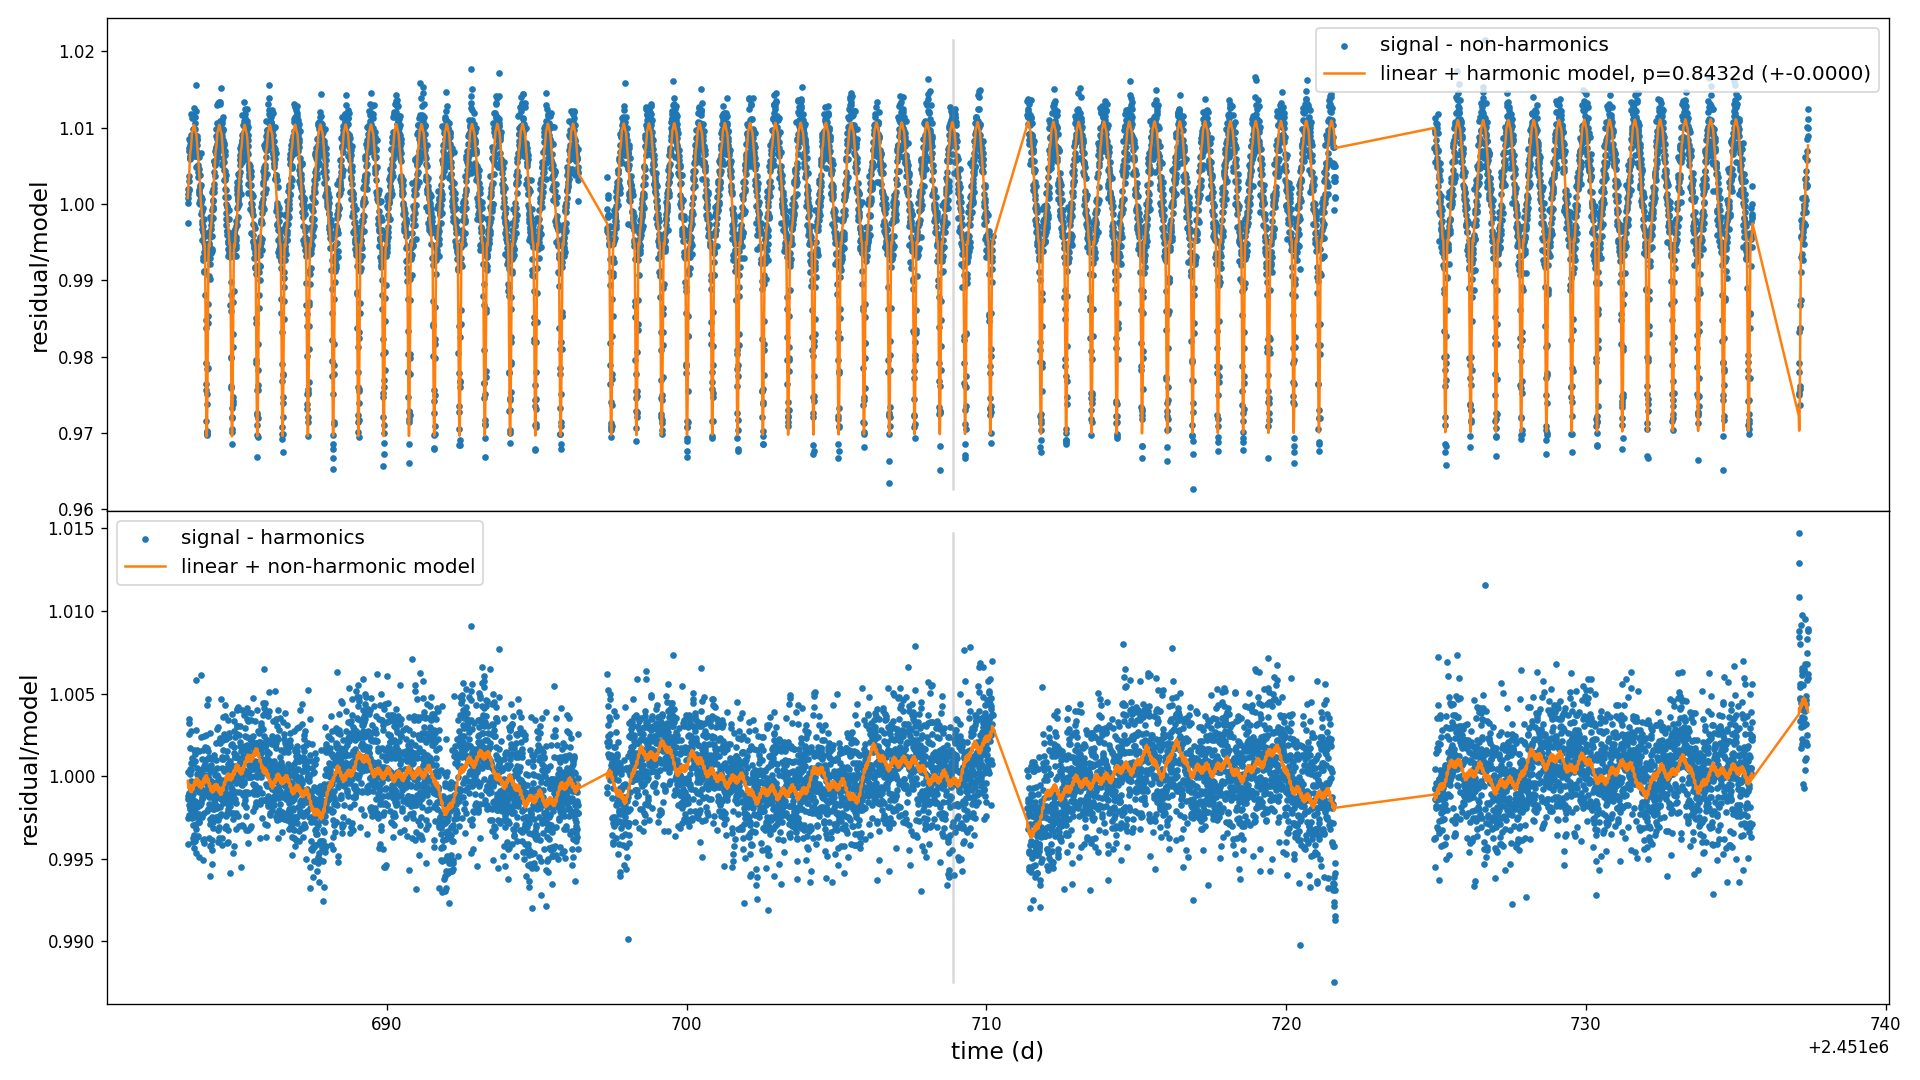 signal - non-harmonics
linear + harmonic model, p=0.8432d (+-0.0000)
residual/model
1.02
1.01
1.00
0.99
0.98
0.97
0.96
signal - harmonics
linear + non-harmonic model
residual/model
1.015
1.010
1.005
1.000
0.995
0.990
690
700
710
720
730
740
time (d)
+2.451e6